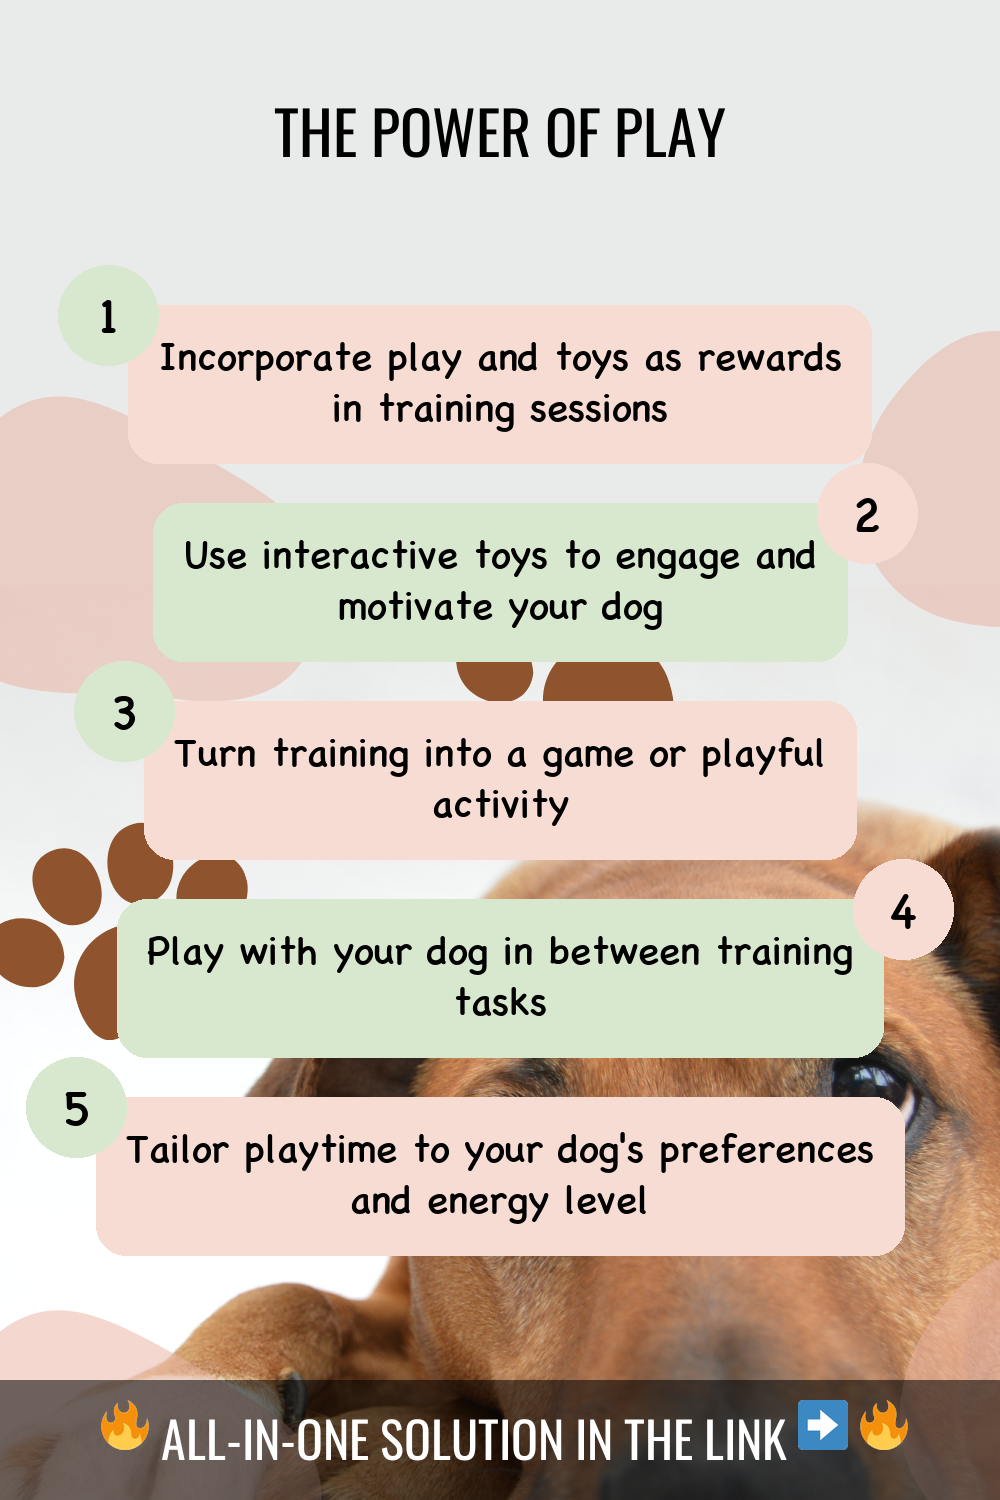 THE POWER OF PLAY
1
Incorporate play and toys as rewards
in training sessions
2
Use interactive toys to engage and
motivate your dog
3
Turn training into a game or playful
activity
4
Play with your dog in between training
tasks
5
Tailor playtime to your dog's preferences
and energy level
🔥 ALL-IN-ONE SOLUTION IN THE LINK ➡️ 🔥